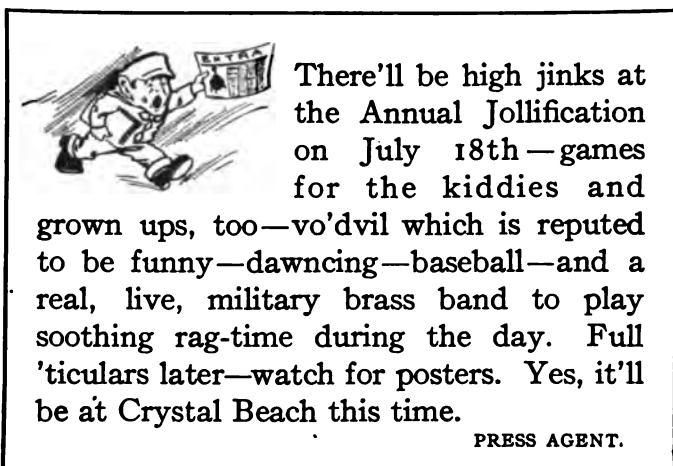 EXTRA
There'll be high jinks at
the Annual Jollification
on July 18th—games
for the kiddies and
grown ups, too—vo'dvil which is reputed
to be funny—dawncing—baseball—and a
real, live, military brass band to play
soothing rag-time during the day. Full
'ticulars later—watch for posters. Yes, it'll
be at Crystal Beach this time.
PRESS AGENT.